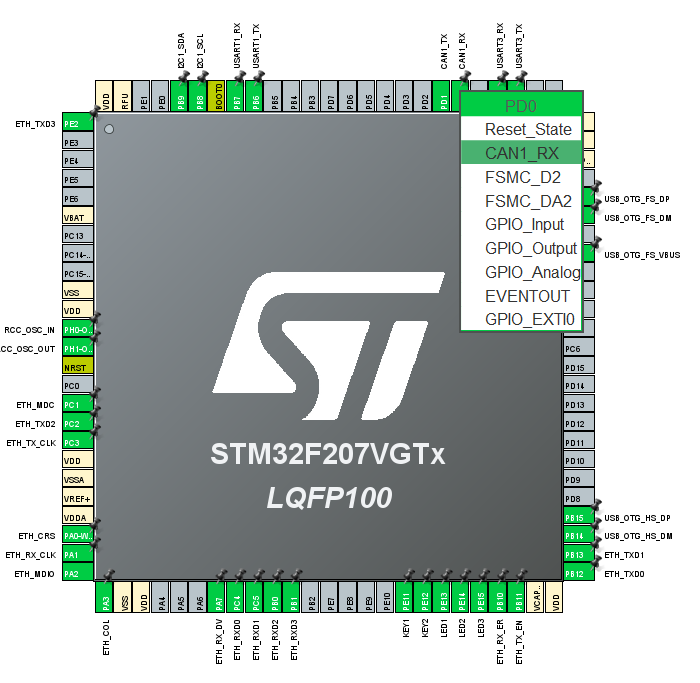 I2C1_SDA
I2C1_SCL
USART1_RX
USART1_TX
CAN1_TX
CAN1_RX
USART3_RX
USART3_TX
VDD
RFU
PE1
PE0
PB9
PB8
BOOT0
PB7
PB6
PB5
PB4
PB3
PD7
PD6
PD5
PD4
PD3
PD2
PD1
PD0
Reset_State
CAN1_RX
FSMC_D2
FSMC_DA2
GPIO_Input
GPIO_Output
GPIO_Analog
EVENTOUT
GPIO_EXTI0
ETH_TXD3
PE2
PE3
PE4
PE5
PE6
VBAT
PC13
PC14-..
PC15-..
VSS
VDD
RCC_OSC_IN
PH0-O..
CC_OSC_OUT
PH1-O..
NRST
PC0
ETH_MDC
PC1
ETH_TXD2
PC2
ETH_TX_CLK
PC3
VDD
VSSA
VREF+
VDDA
ETH_CRS
PA0-W..
ETH_RX_CLK
PA1
ETH_MDIO
PA2
STM32F207VGTx
LQFP100
USB_OTG_FS_DP
USB_OTG_FS_DM
USB_OTG_FS_VBUS
PC6
PD15
PD14
PD13
PD12
PD11
PD10
PD9
PD8
PB15
USB_OTG_HS_DP
PB14
USB_OTG_HS_DM
PB13
ETH_TXD1
PB12
ETH_TXD0
PA3
VSS
VDD
PA4
PA5
PA6
PA7
PC4
PC5
PB0
PB1
PB2
PE7
PE8
PE9
PE10
PE11
PE12
PE13
PE14
PE15
PB10
PB11
VCAP..
VDD
ETH_COL
ETH_RX_DV
ETH_RXD0
ETH_RXD1
ETH_RXD2
ETH_RXD3
KEY1
KEY2
LED1
LED2
LED3
ETH_RX_ER
ETH_TX_EN